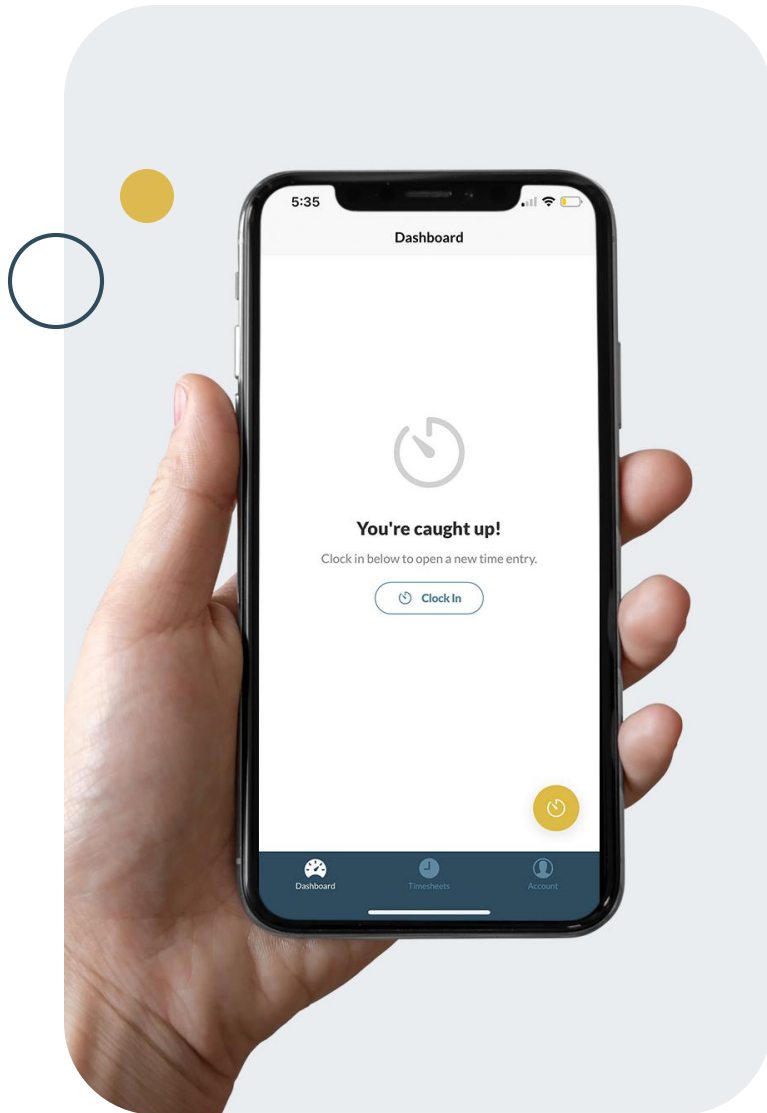 5:35
Dashboard
You're caught up!
Clock in below to open a new time entry.
Clock In
Dashboard
Timesheets
Account